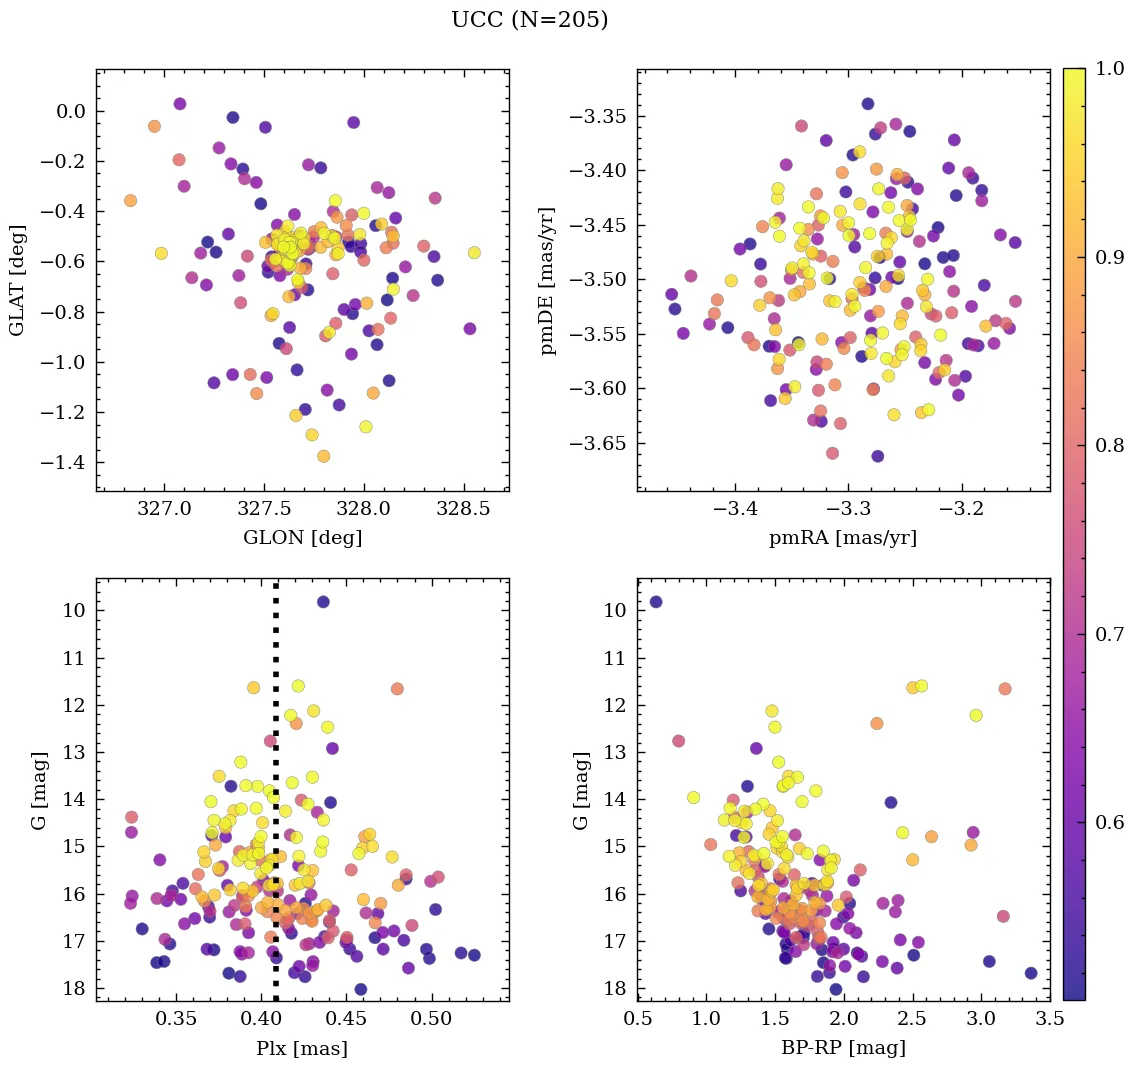 UCC (N=205)
0.0
−0.2
−0.4
−0.6
−0.8
−1.0
−1.2
−1.4
GLAT [deg]
327.0 327.5 328.0 328.5
GLON [deg]
−3.35
−3.40
−3.45
−3.50
−3.55
−3.60
−3.65
pmDE [mas/yr]
−3.4 −3.3 −3.2
pmRA [mas/yr]
1.0
0.9
0.8
0.7
0.6
10
11
12
13
14
15
16
17
18
G [mag]
0.35 0.40 0.45 0.50
Plx [mas]
10
11
12
13
14
15
16
17
18
G [mag]
0.5 1.0 1.5 2.0 2.5 3.0 3.5
BP-RP [mag]